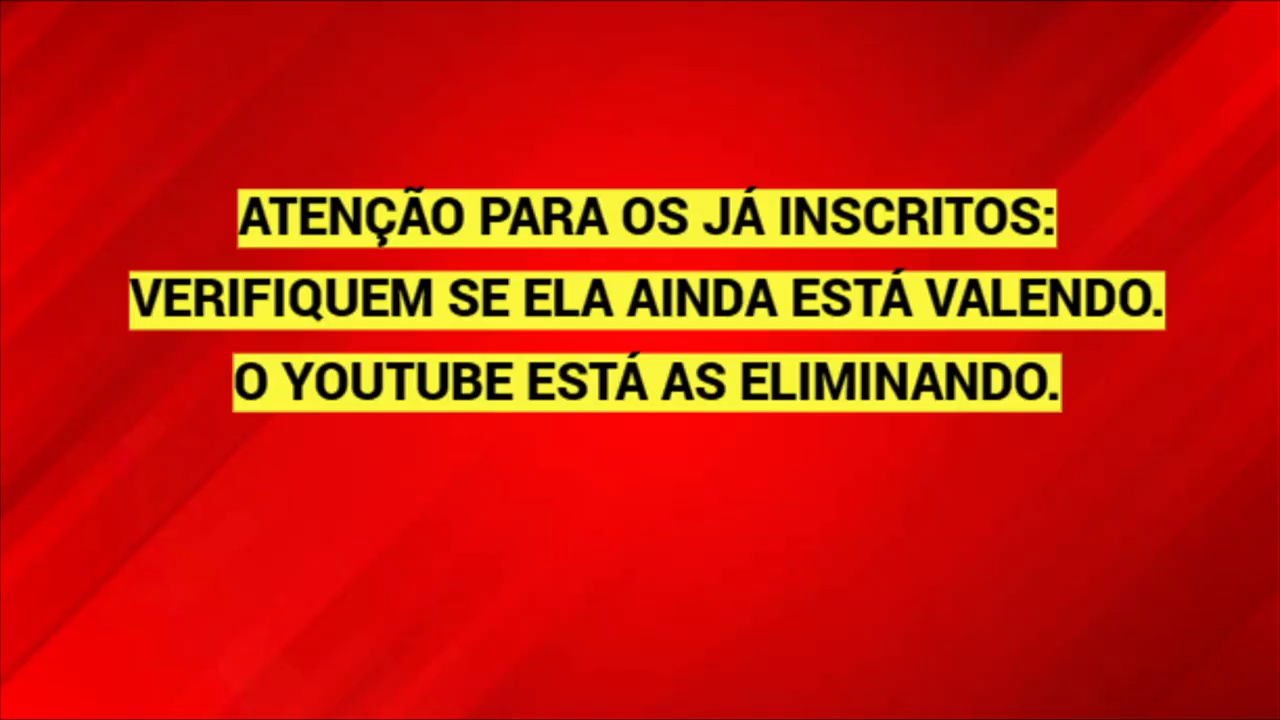 ATENÇÃO PARA OS JÁ INSCRITOS:
VERIFIQUEM SE ELA AINDA ESTÁ VALENDO.
O YOUTUBE ESTÁ AS ELIMINANDO.